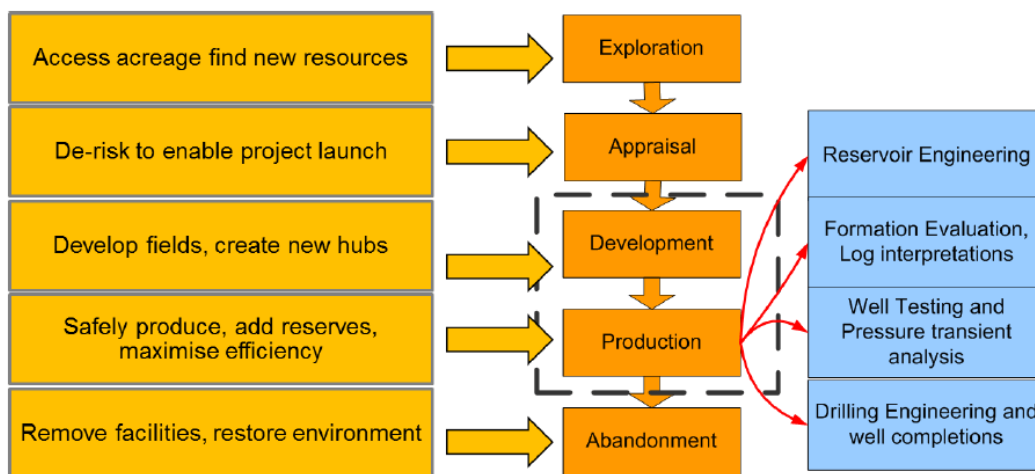 Access acreage find new resources
Exploration
De-risk to enable project launch
Appraisal
Reservoir Engineering
Develop fields, create new hubs
Development
Formation Evaluation,
Log interpretations
Safely produce, add reserves,
maximise efficiency
Production
Well Testing and
Pressure transient
analysis
Remove facilities, restore environment
Abandonment
Drilling Engineering and
well completions